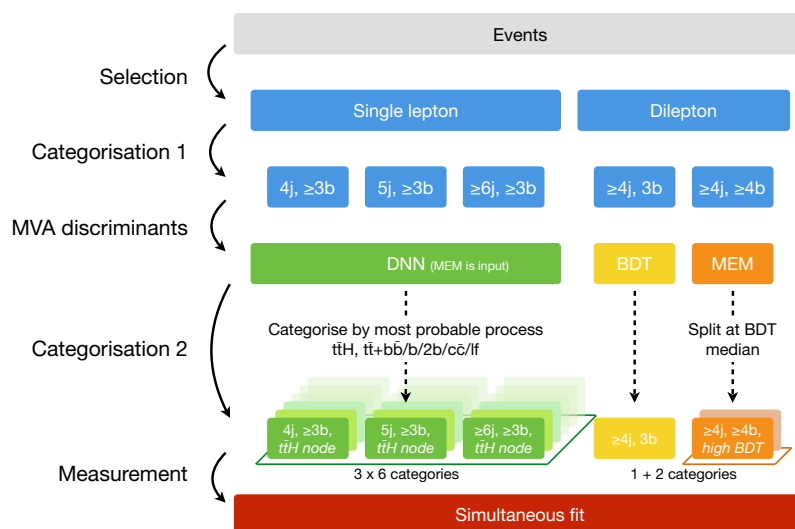 Events
Selection
Single lepton
Dilepton
Categorisation 1
4j, ≥3b
5j, ≥3b
≥6j, ≥3b
≥4j, 3b
≥4j, ≥4b
MVA discriminants
DNN (MEM is input)
BDT
MEM
Categorise by most probable process
tt̄H, tt̄+bb̄/b/2b/cc̄/lf
Split at BDT
median
Categorisation 2
4j, ≥3b,
tt̄H node
5j, ≥3b,
tt̄H node
≥6j, ≥3b,
tt̄H node
≥4j, 3b
≥4j, ≥4b,
high BDT
Measurement
3 x 6 categories
1 + 2 categories
Simultaneous fit